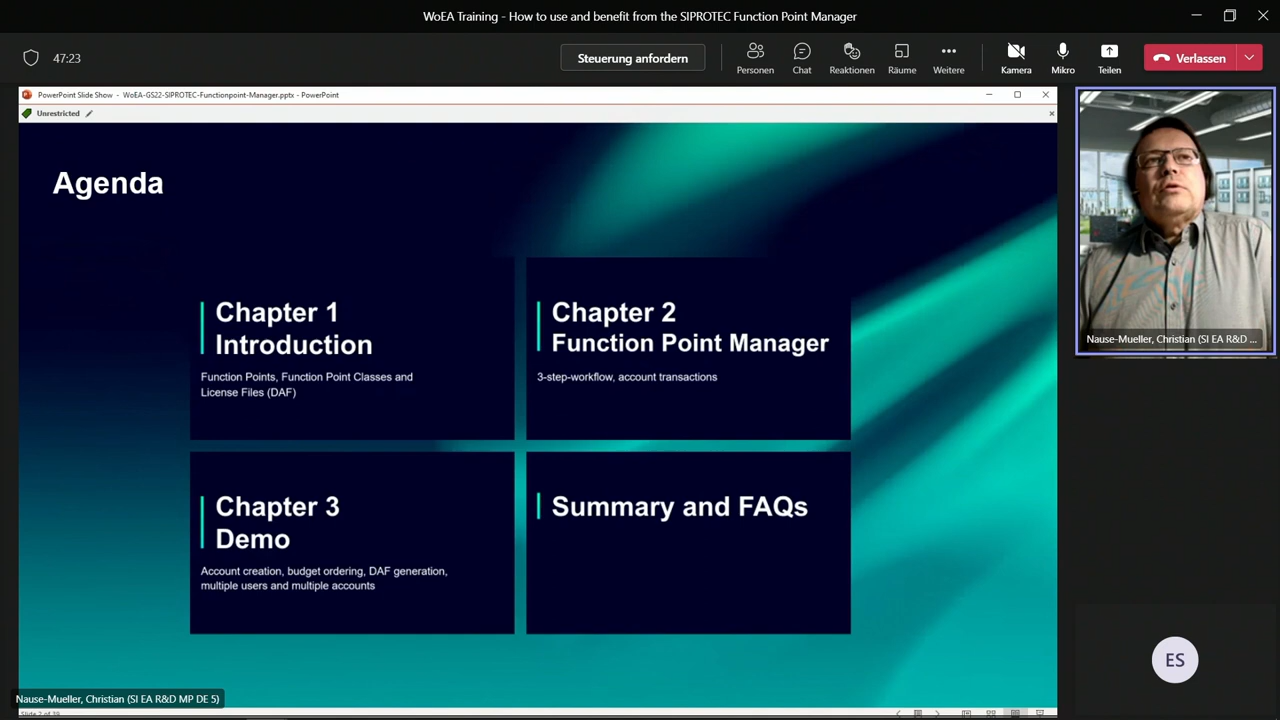 WoEA Training - How to use and benefit from the SIPROTEC Function Point Manager
47:23
Steuerung anfordern
Personen
Chat
Reaktionen
Räume
Weitere
Kamera
Mikro
Teilen
Verlassen
PowerPoint Slide Show - WoEA-GS22-SIPROTEC-Functionpoint-Manager.pptx - PowerPoint
Unrestricted
Agenda
Chapter 1
Introduction
Function Points, Function Point Classes and
License Files (DAF)
Chapter 2
Function Point Manager
3-step-workflow, account transactions
Chapter 3
Demo
Account creation, budget ordering, DAF generation,
multiple users and multiple accounts
Summary and FAQs
Nause-Mueller, Christian (SI EA R&D ...
ES
Nause-Mueller, Christian (SI EA R&D MP DE 5)